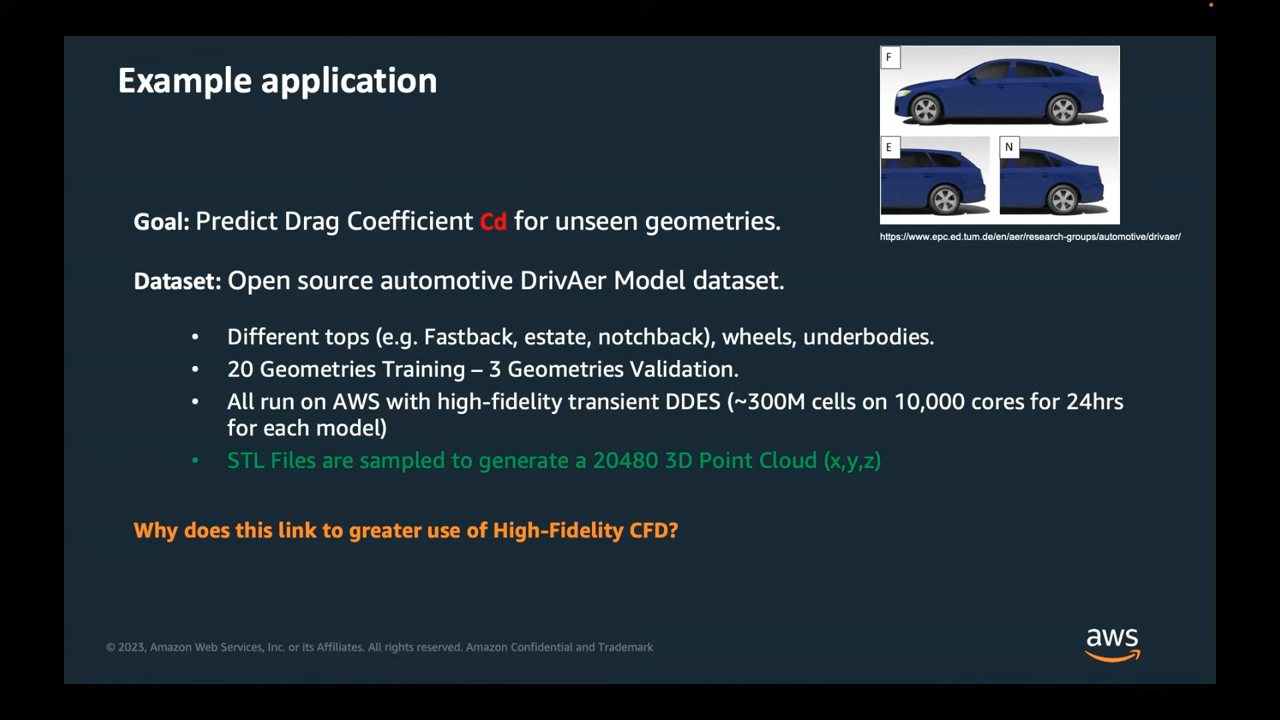 Example application
F
E
N
https://www.epc.ed.tum.de/en/aer/research-groups/automotive/drivaer/
Goal: Predict Drag Coefficient Cd for unseen geometries.
Dataset: Open source automotive DrivAer Model dataset.
• Different tops (e.g. Fastback, estate, notchback), wheels, underbodies.
• 20 Geometries Training – 3 Geometries Validation.
• All run on AWS with high-fidelity transient DDES (~300M cells on 10,000 cores for 24hrs
for each model)
• STL Files are sampled to generate a 20480 3D Point Cloud (x,y,z)
Why does this link to greater use of High-Fidelity CFD?
© 2023, Amazon Web Services, Inc. or its Affiliates. All rights reserved. Amazon Confidential and Trademark
aws